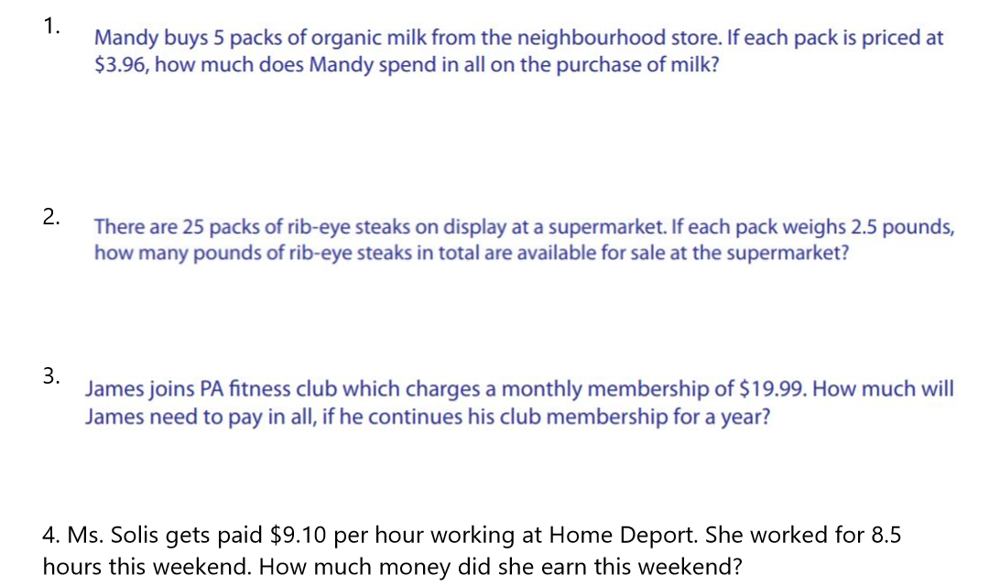 1.
Mandy buys 5 packs of organic milk from the neighbourhood store. If each pack is priced at
$3.96, how much does Mandy spend in all on the purchase of milk?
2.
There are 25 packs of rib-eye steaks on display at a supermarket. If each pack weighs 2.5 pounds,
how many pounds of rib-eye steaks in total are available for sale at the supermarket?
3.
James joins PA fitness club which charges a monthly membership of $19.99. How much will
James need to pay in all, if he continues his club membership for a year?
4. Ms. Solis gets paid $9.10 per hour working at Home Deport. She worked for 8.5
hours this weekend. How much money did she earn this weekend?